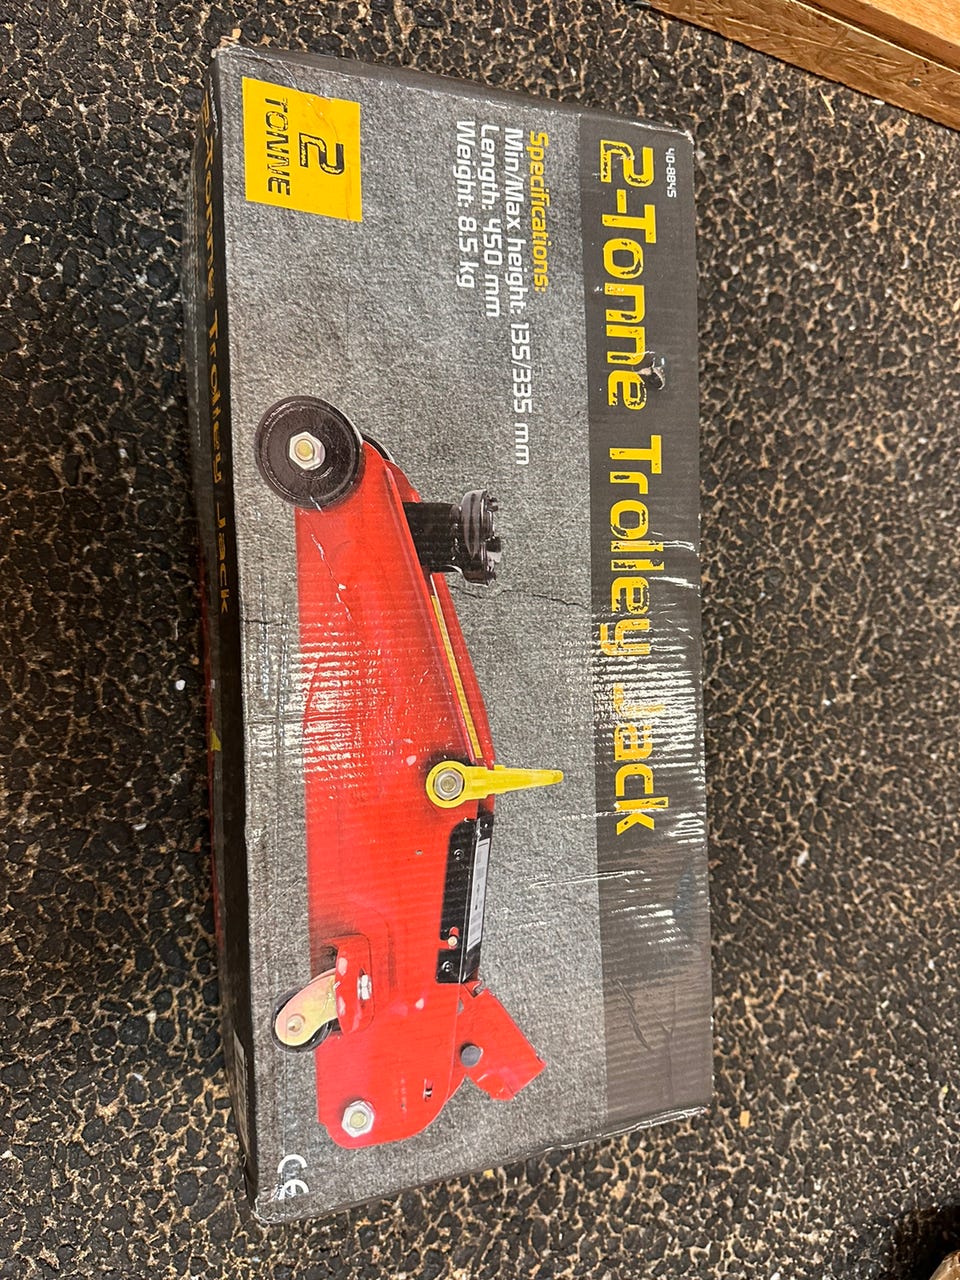 40-8845
2-Tonne Trolley Jack
Specifications:
Min/Max height: 135/335 mm
Length: 450 mm
Weight: 8.5 kg
2
TONNE
CE
2-Tonne Trolley Jack